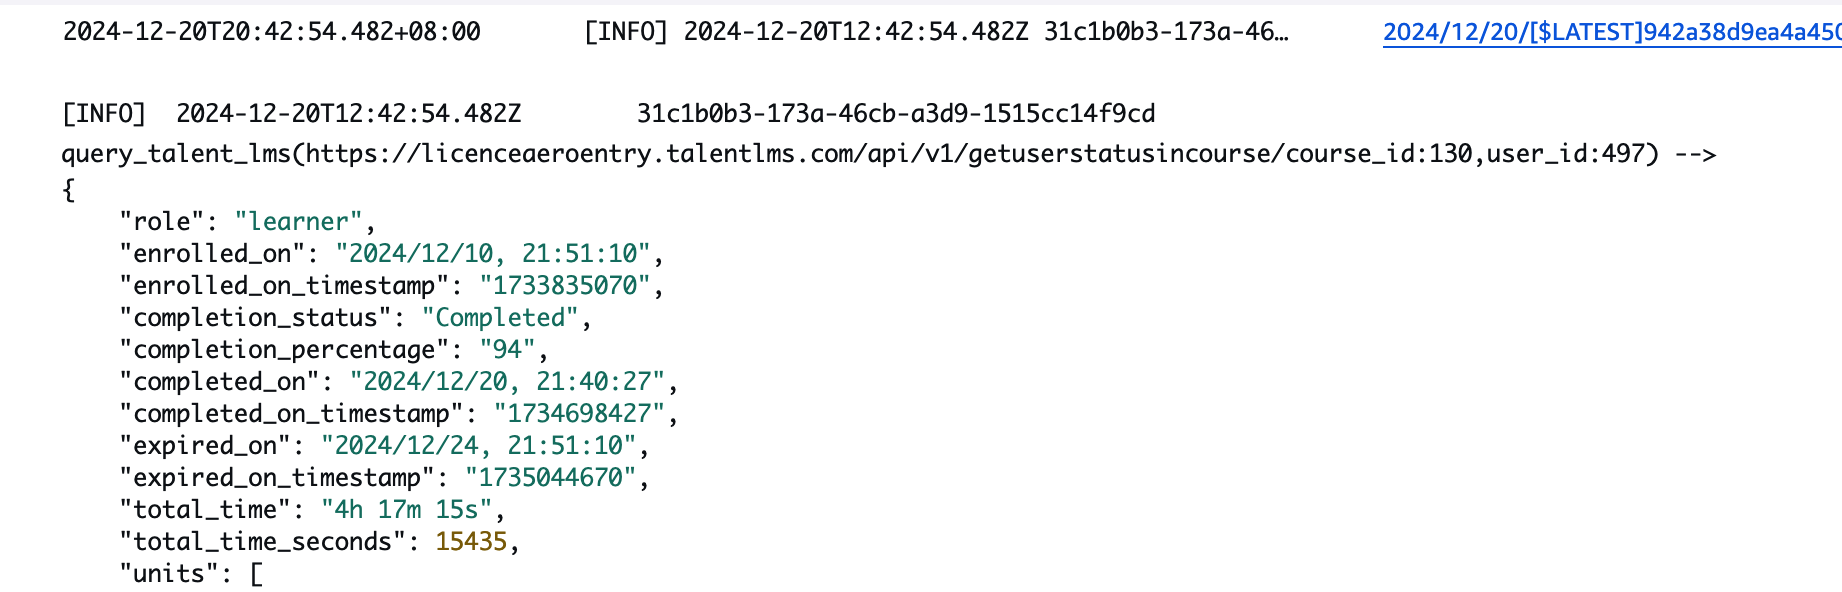 2024-12-20T20:42:54.482+08:00 [INFO] 2024-12-20T12:42:54.482Z 31c1b0b3-173a-46… 2024/12/20/[$LATEST]942a38d9ea4a450
[INFO] 2024-12-20T12:42:54.482Z 31c1b0b3-173a-46cb-a3d9-1515cc14f9cd
query_talent_lms(https://licenceaeroentry.talentlms.com/api/v1/getuserstatusincourse/course_id:130,user_id:497) -->
{
"role": "learner",
"enrolled_on": "2024/12/10, 21:51:10",
"enrolled_on_timestamp": "1733835070",
"completion_status": "Completed",
"completion_percentage": "94",
"completed_on": "2024/12/20, 21:40:27",
"completed_on_timestamp": "1734698427",
"expired_on": "2024/12/24, 21:51:10",
"expired_on_timestamp": "1735044670",
"total_time": "4h 17m 15s",
"total_time_seconds": 15435,
"units": [